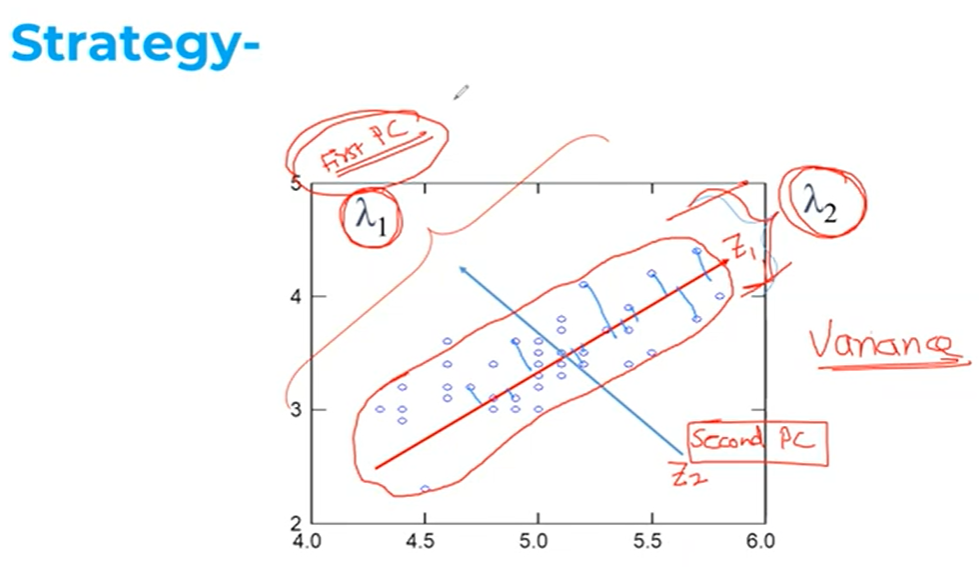 Strategy-
First PC
λ1
λ2
Z1
Variance
Second PC
Z2
5
4
3
2
4.0 4.5 5.0 5.5 6.0